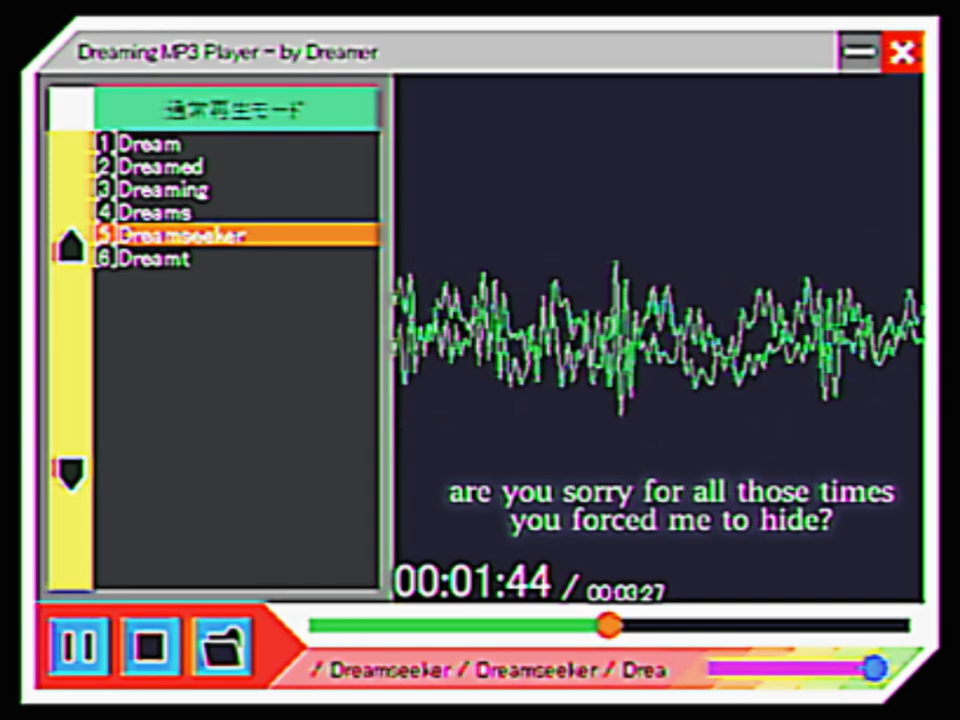 Dreaming MP3 Player - by Dreamer
通常再生モード
[1]Dream
[2]Dreamed
[3]Dreaming
[4]Dreams
[5]Dreamseeker
[6]Dreamt
are you sorry for all those times
you forced me to hide?
00:01:44 / 00:03:27
/ Dreamseeker / Dreamseeker / Drea